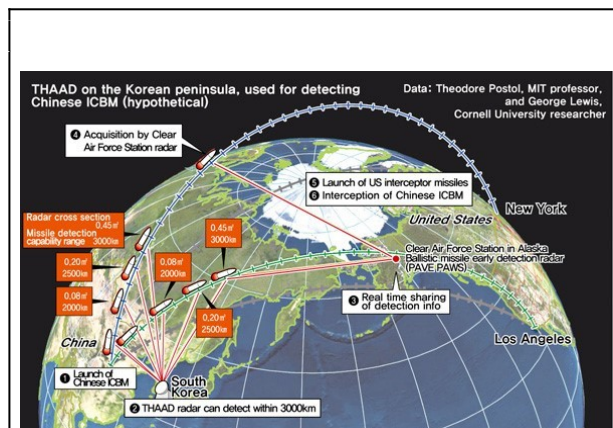 THAAD on the Korean peninsula, used for detecting
Chinese ICBM (hypothetical)
Data: Theodore Postol, MIT professor,
and George Lewis,
Cornell University researcher
❹ Acquisition by Clear
Air Force Station radar
❺ Launch of US interceptor missiles
❻ Interception of Chinese ICBM
New York
United States
Radar cross section
0.45㎡
Missile detection
capability range 3000㎞
0.45㎡
3000㎞
0.20㎡
2500㎞
0.08㎡
2000㎞
0.08㎡
2000㎞
0.20㎡
2500㎞
Clear Air Force Station in Alaska
Ballistic missile early detection radar
(PAVE PAWS)
❸ Real time sharing
of detection info
Los Angeles
China
❶ Launch of
Chinese ICBM
South
Korea
❷ THAAD radar can detect within 3000km